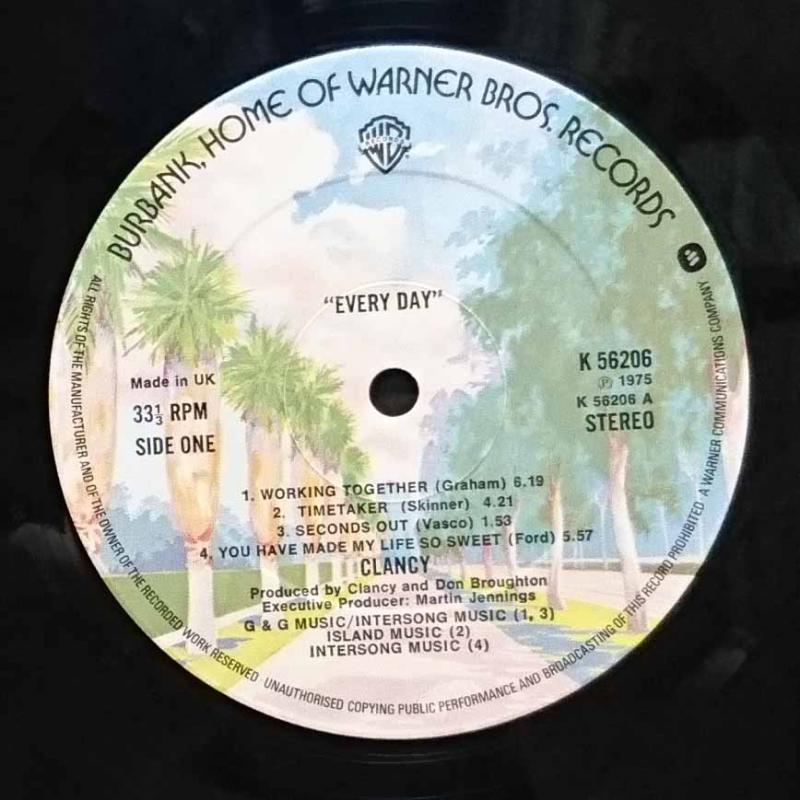 BURBANK, HOME OF WARNER BROS. RECORDS
WB
RECORDS
"EVERY DAY"
Made in UK
33⅓ RPM
SIDE ONE
K 56206
Ⓟ 1975
K 56206 A
STEREO
1. WORKING TOGETHER (Graham) 6.19
2. TIMETAKER (Skinner) 4.21
3. SECONDS OUT (Vasco) 1.53
4. YOU HAVE MADE MY LIFE SO SWEET (Ford) 5.57
CLANCY
Produced by Clancy and Don Broughton
Executive Producer: Martin Jennings
G & G MUSIC/INTERSONG MUSIC (1, 3)
ISLAND MUSIC (2)
INTERSONG MUSIC (4)
ALL RIGHTS OF THE MANUFACTURER AND OF THE OWNER OF THE RECORDED WORK RESERVED UNAUTHORISED COPYING PUBLIC PERFORMANCE AND BROADCASTING OF THIS RECORD PROHIBITED A WARNER COMMUNICATIONS COMPANY